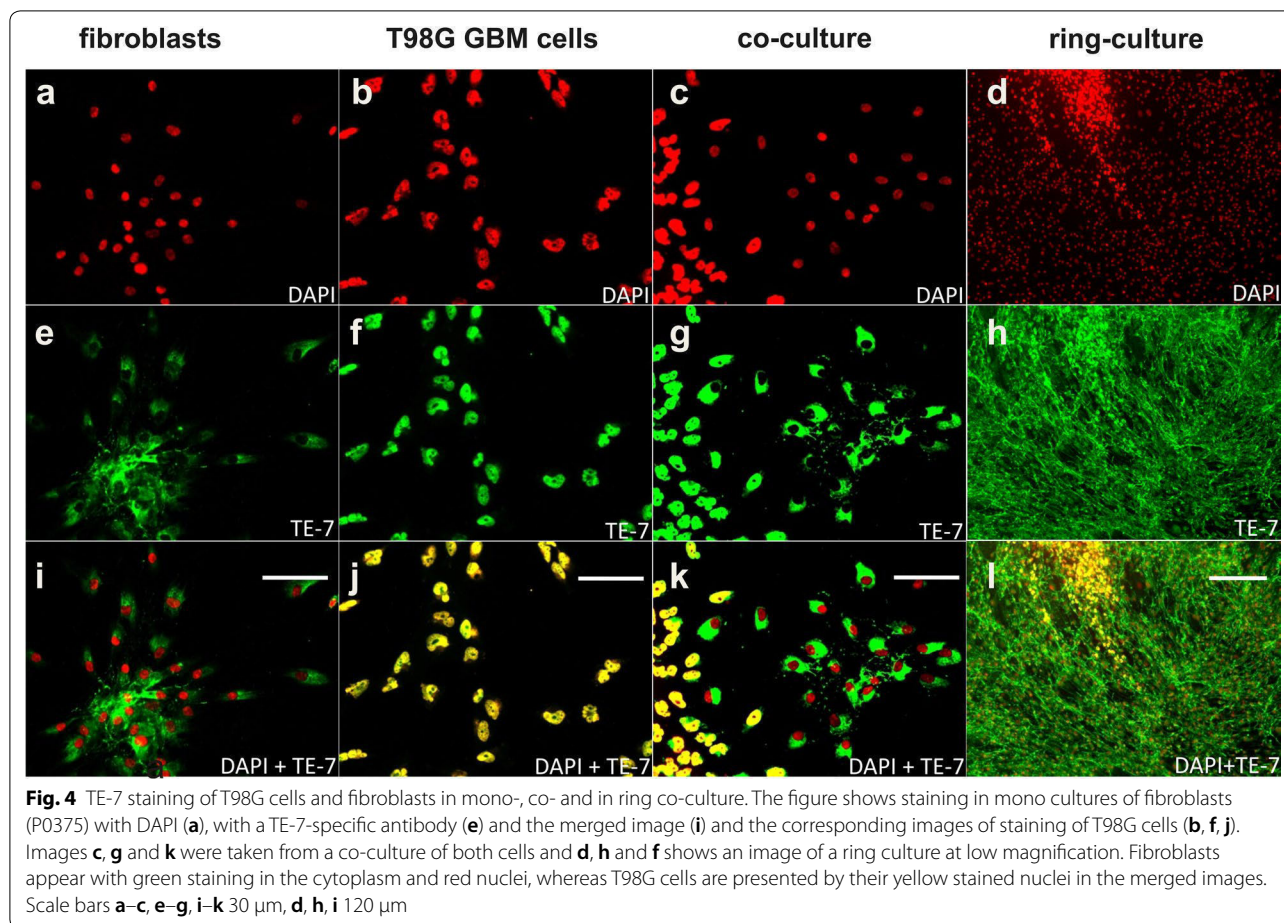 fibroblasts T98G GBM cells co-culture ring-culture
a b c d
DAPI DAPI DAPI DAPI
e f g h
TE-7 TE-7 TE-7 TE-7
i j k l
DAPI + TE-7 DAPI + TE-7 DAPI + TE-7 DAPI+TE-7
Fig. 4 TE-7 staining of T98G cells and fibroblasts in mono-, co- and in ring co-culture. The figure shows staining in mono cultures of fibroblasts
(P0375) with DAPI (a), with a TE-7-specific antibody (e) and the merged image (i) and the corresponding images of staining of T98G cells (b, f, j).
Images c, g and k were taken from a co-culture of both cells and d, h and f shows an image of a ring culture at low magnification. Fibroblasts
appear with green staining in the cytoplasm and red nuclei, whereas T98G cells are presented by their yellow stained nuclei in the merged images.
Scale bars a–c, e–g, i–k 30 μm, d, h, i 120 μm